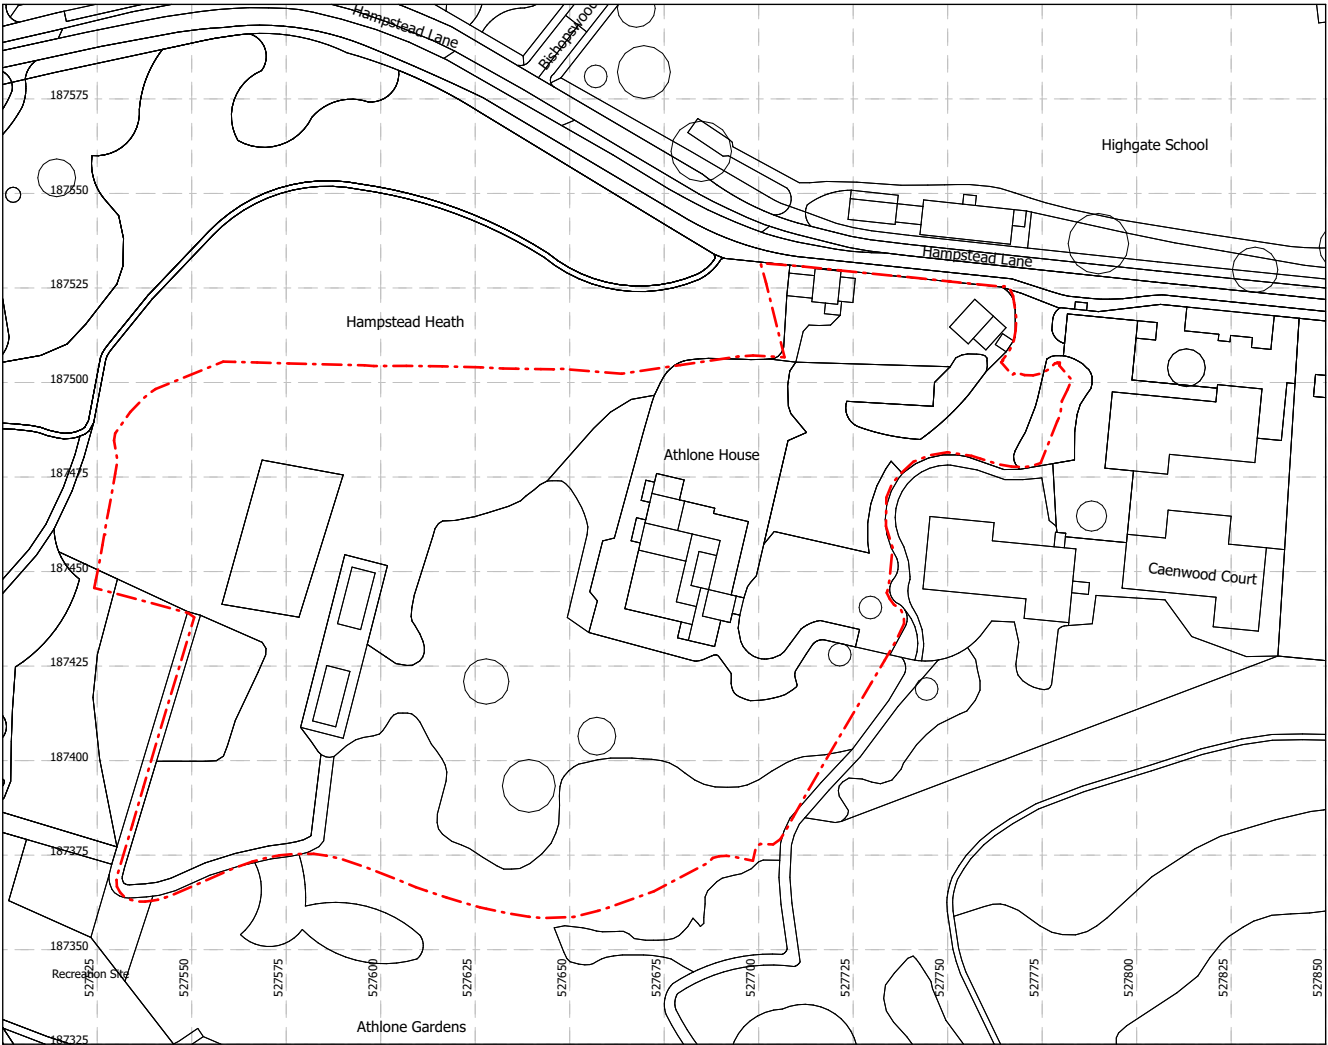 Hampstead Lane
Bishopswood
187575
Highgate School
187550
Hampstead Lane
187525
Hampstead Heath
187500
Athlone House
187475
187450
Caenwood Court
187425
187400
187375
187350
Recreation Site
527525
527550
527575
527600
527625
527650
527675
527700
527725
527750
527775
527800
527825
527850
Athlone Gardens
187325